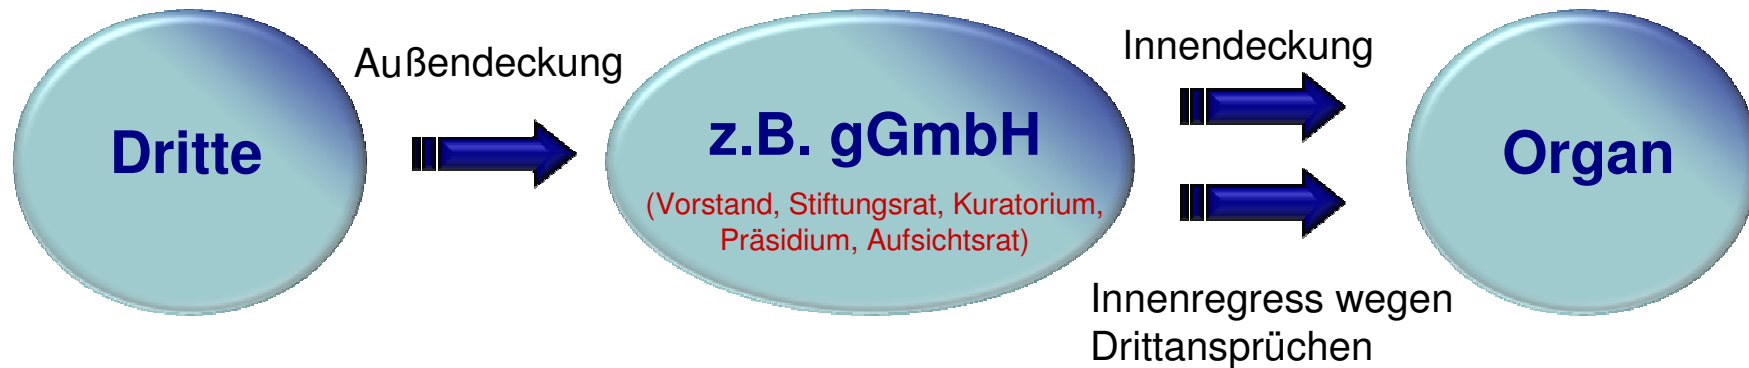 Dritte
Außendeckung
z.B. gGmbH
(Vorstand, Stiftungsrat, Kuratorium,
Präsidium, Aufsichtsrat)
Innendeckung
Innenregress wegen
Drittansprüchen
Organ